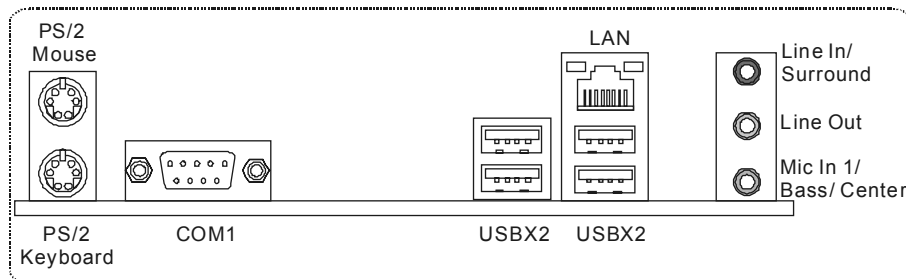 PS/2
Mouse
LAN
Line In/
Surround
Line Out
Mic In 1/
Bass/ Center
PS/2
Keyboard
COM1
USBX2
USBX2